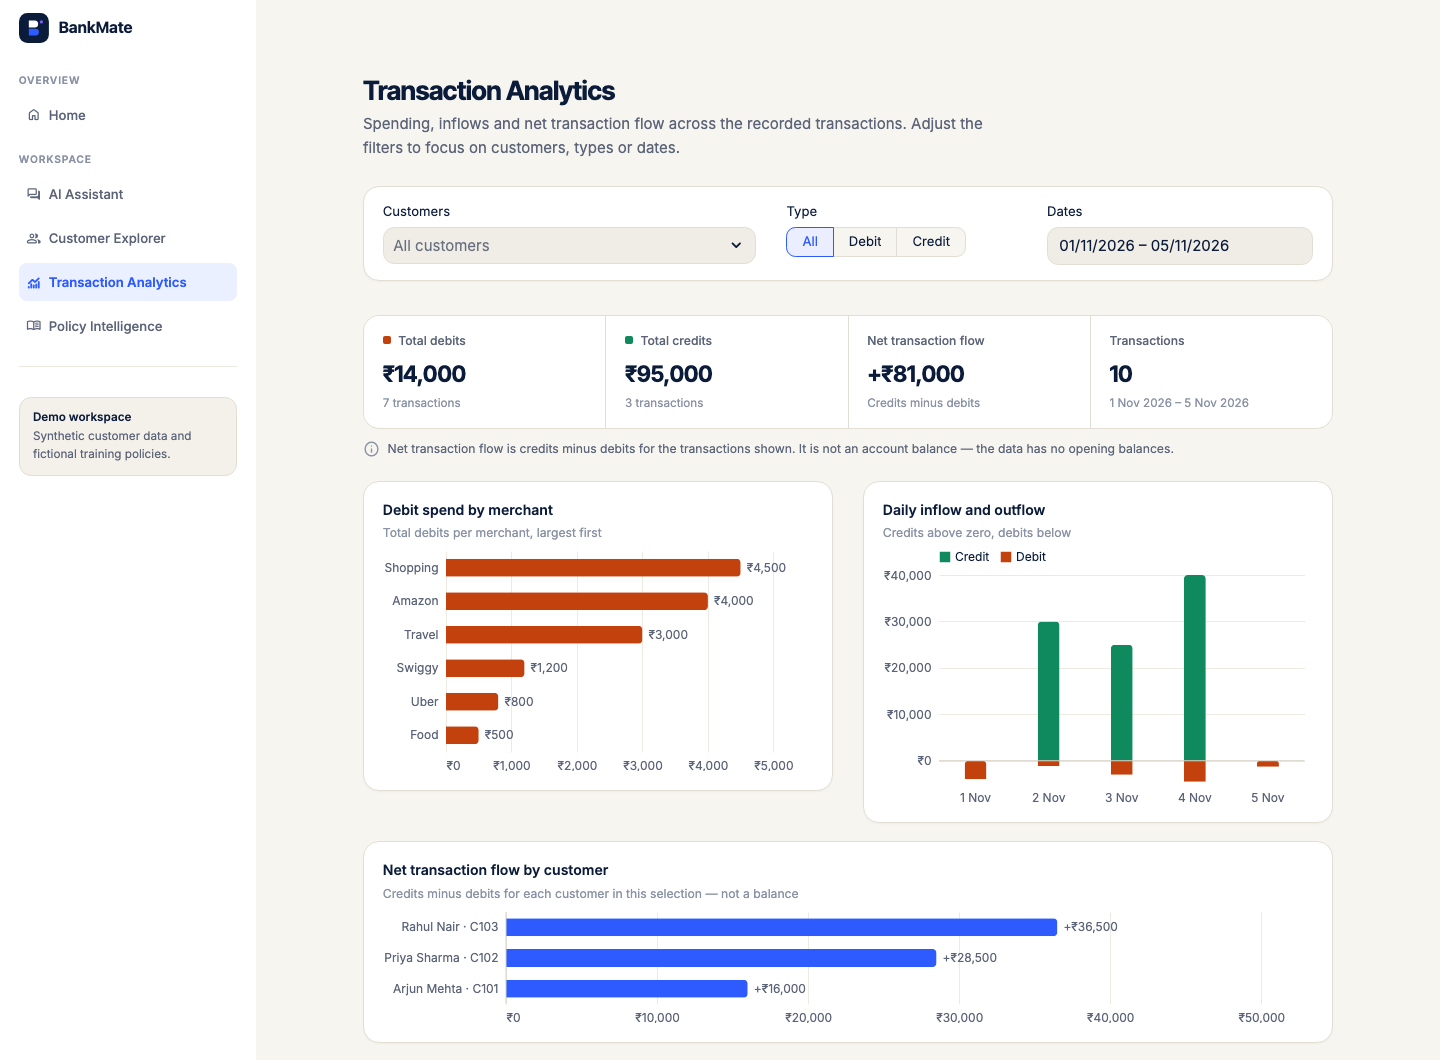 BankMate
OVERVIEW
Home
WORKSPACE
AI Assistant
Customer Explorer
Transaction Analytics
Policy Intelligence
Demo workspace
Synthetic customer data and
fictional training policies.
Transaction Analytics
Spending, inflows and net transaction flow across the recorded transactions. Adjust the
filters to focus on customers, types or dates.
Customers
All customers
Type
All Debit Credit
Dates
01/11/2026 – 05/11/2026
Total debits
₹14,000
7 transactions
Total credits
₹95,000
3 transactions
Net transaction flow
+₹81,000
Credits minus debits
Transactions
10
1 Nov 2026 – 5 Nov 2026
Net transaction flow is credits minus debits for the transactions shown. It is not an account balance — the data has no opening balances.
Debit spend by merchant
Total debits per merchant, largest first
Shopping ₹4,500
Amazon ₹4,000
Travel ₹3,000
Swiggy ₹1,200
Uber ₹800
Food ₹500
₹0 ₹1,000 ₹2,000 ₹3,000 ₹4,000 ₹5,000
Daily inflow and outflow
Credits above zero, debits below
Credit Debit
₹40,000
₹30,000
₹20,000
₹10,000
₹0
1 Nov 2 Nov 3 Nov 4 Nov 5 Nov
Net transaction flow by customer
Credits minus debits for each customer in this selection — not a balance
Rahul Nair · C103 +₹36,500
Priya Sharma · C102 +₹28,500
Arjun Mehta · C101 +₹16,000
₹0 ₹10,000 ₹20,000 ₹30,000 ₹40,000 ₹50,000